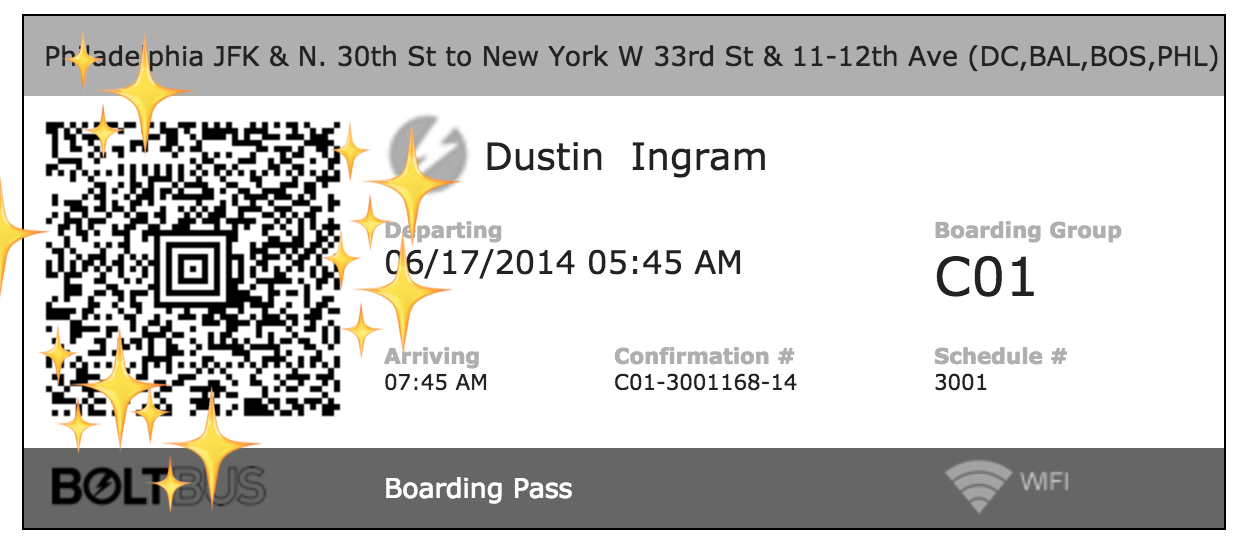 Philadelphia JFK & N. 30th St to New York W 33rd St & 11-12th Ave (DC,BAL,BOS,PHL)
Dustin Ingram
Departing
06/17/2014 05:45 AM
Boarding Group
C01
Arriving
07:45 AM
Confirmation #
C01-3001168-14
Schedule #
3001
BOLTBUS
Boarding Pass
WIFI